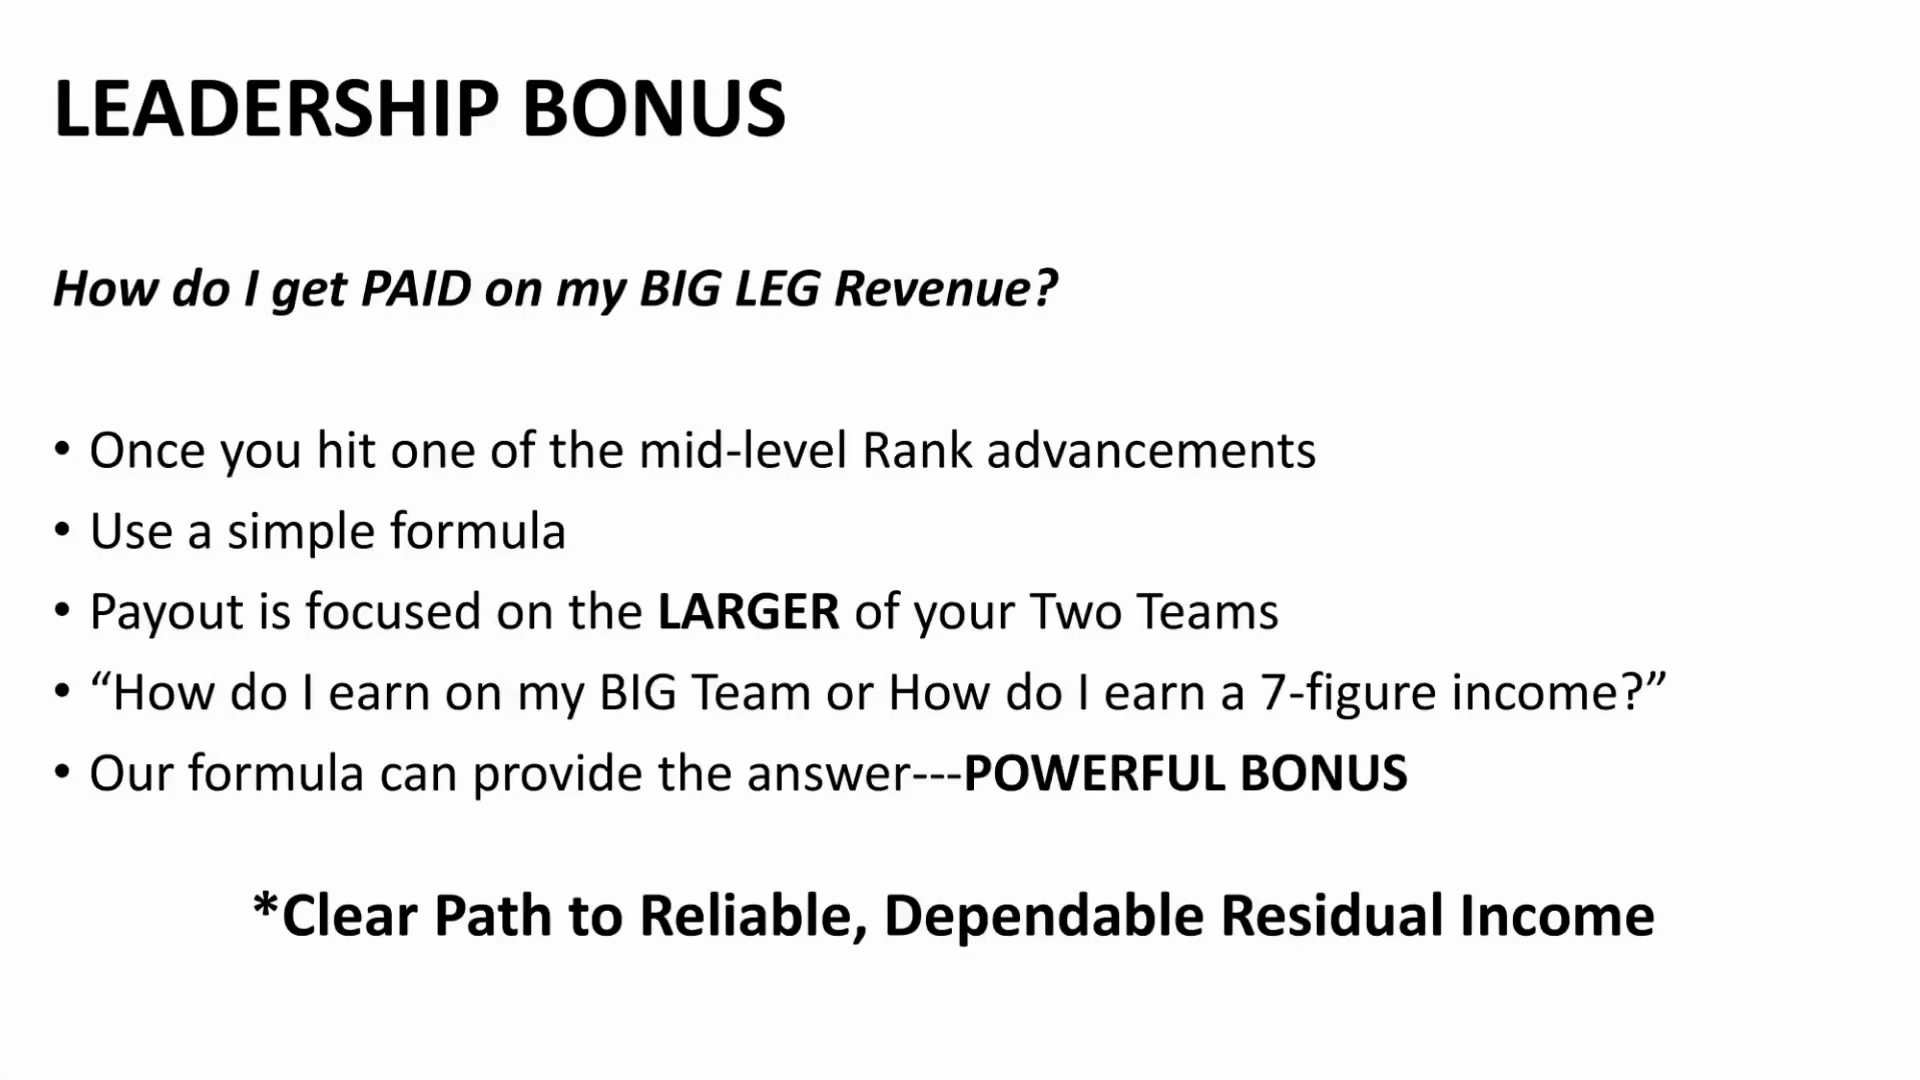 LEADERSHIP BONUS
How do I get PAID on my BIG LEG Revenue?
• Once you hit one of the mid-level Rank advancements
• Use a simple formula
• Payout is focused on the LARGER of your Two Teams
• “How do I earn on my BIG Team or How do I earn a 7-figure income?”
• Our formula can provide the answer---POWERFUL BONUS
*Clear Path to Reliable, Dependable Residual Income